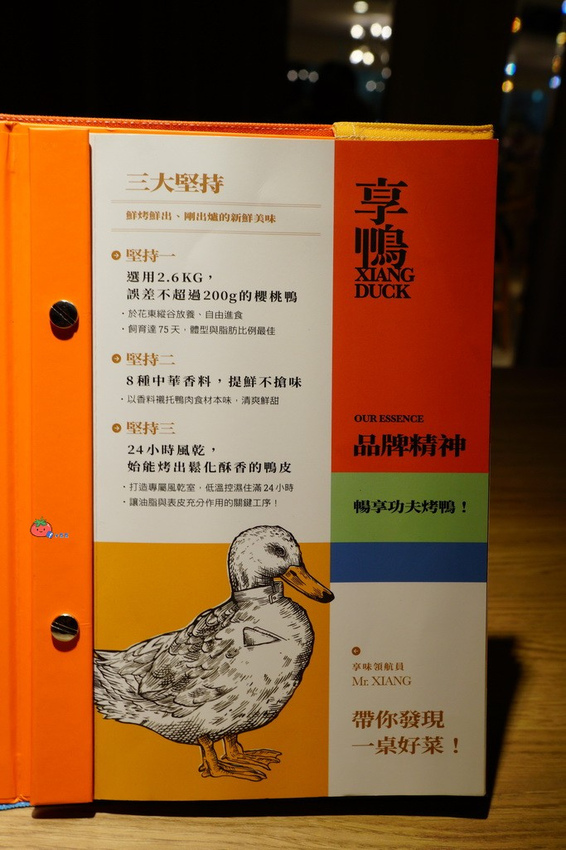 三大堅持
鮮烤鮮出、剛出爐的新鮮美味
堅持一
選用2.6KG，
誤差不超過200g的櫻桃鴨
・於花東縱谷放養、自由進食
・飼育達75天，體型與脂肪比例最佳
堅持二
8種中華香料，提鮮不搶味
・以香料襯托鴨肉食材本味，清爽鮮甜
堅持三
24小時風乾，
始能烤出鬆化酥香的鴨皮
・打造專屬風乾室，低溫控濕住滿24小時
・讓油脂與表皮充分作用的關鍵工序！
享鴨
XIANG
DUCK
OUR ESSENCE
品牌精神
暢享功夫烤鴨！
享味領航員
Mr. XIANG
帶你發現
一桌好菜！